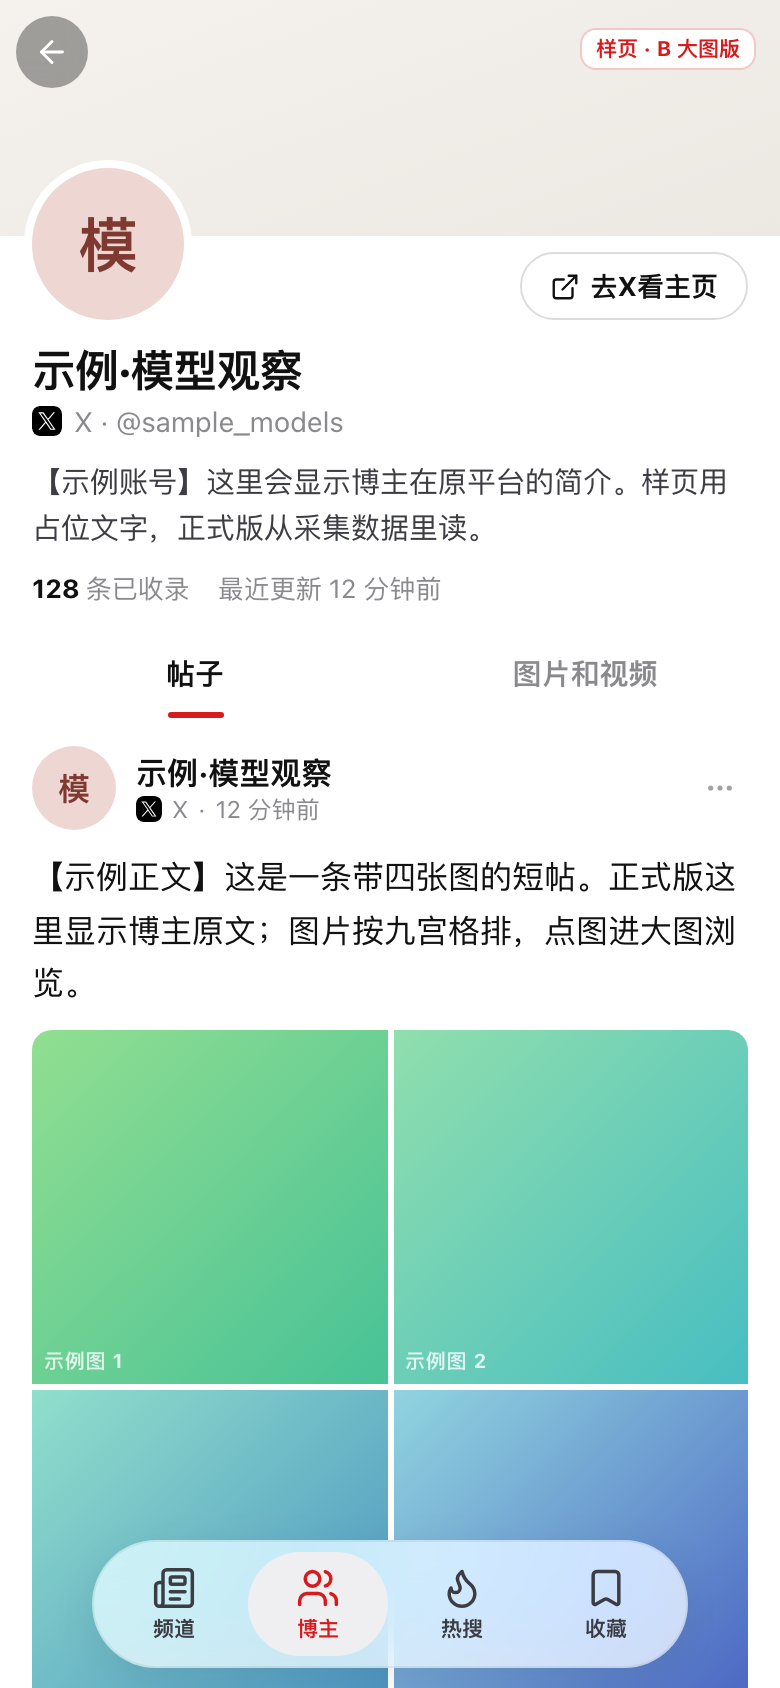 样页 · B 大图版
模
去X看主页
示例·模型观察
X · @sample_models
【示例账号】这里会显示博主在原平台的简介。样页用
占位文字，正式版从采集数据里读。
128 条已收录 最近更新 12 分钟前
帖子 图片和视频
模
示例·模型观察
X · 12 分钟前
【示例正文】这是一条带四张图的短帖。正式版这
里显示博主原文；图片按九宫格排，点图进大图浏
览。
示例图 1 示例图 2
频道 博主 热搜 收藏